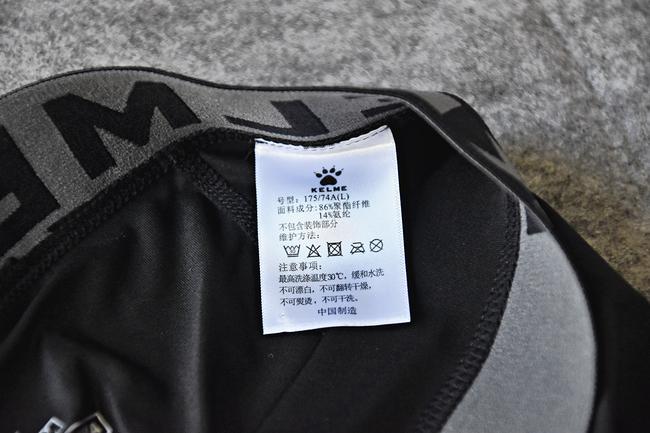 KELME
号型：175/74A(L)
面料成分：86%聚酯纤维
14%氨纶
不包含装饰部分
维护方法：
注意事项：
最高洗涤温度30℃，缓和水洗
不可漂白，不可翻转干燥，
不可熨烫，不可干洗。
中国制造